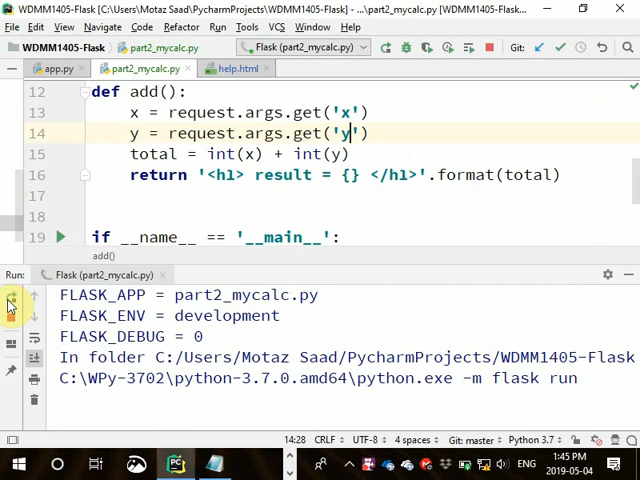 WDMM1405-Flask [C:\Users\Motaz Saad\PycharmProjects\WDMM1405-Flask] - ...\part2_mycalc.py [WDMM1405-Flask]...
File Edit View Navigate Code Refactor Run Tools VCS Window Help
WDMM1405-Flask part2_mycalc.py Flask (part2_mycalc.py) Git:
app.py part2_mycalc.py help.html
12 def add():
13 x = request.args.get('x')
14 y = request.args.get('y')
15 total = int(x) + int(y)
16 return '<h1> result = {} </h1>'.format(total)
17
18
19 if __name__ == '__main__':
add()
Run: Flask (part2_mycalc.py)
FLASK_APP = part2_mycalc.py
FLASK_ENV = development
FLASK_DEBUG = 0
In folder C:/Users/Motaz Saad/PycharmProjects/WDMM1405-Flask
C:\WPy-3702\python-3.7.0.amd64\python.exe -m flask run
14:28 CRLF UTF-8 4 spaces Git: master Python 3.7
ENG 1:45 PM
2019-05-04